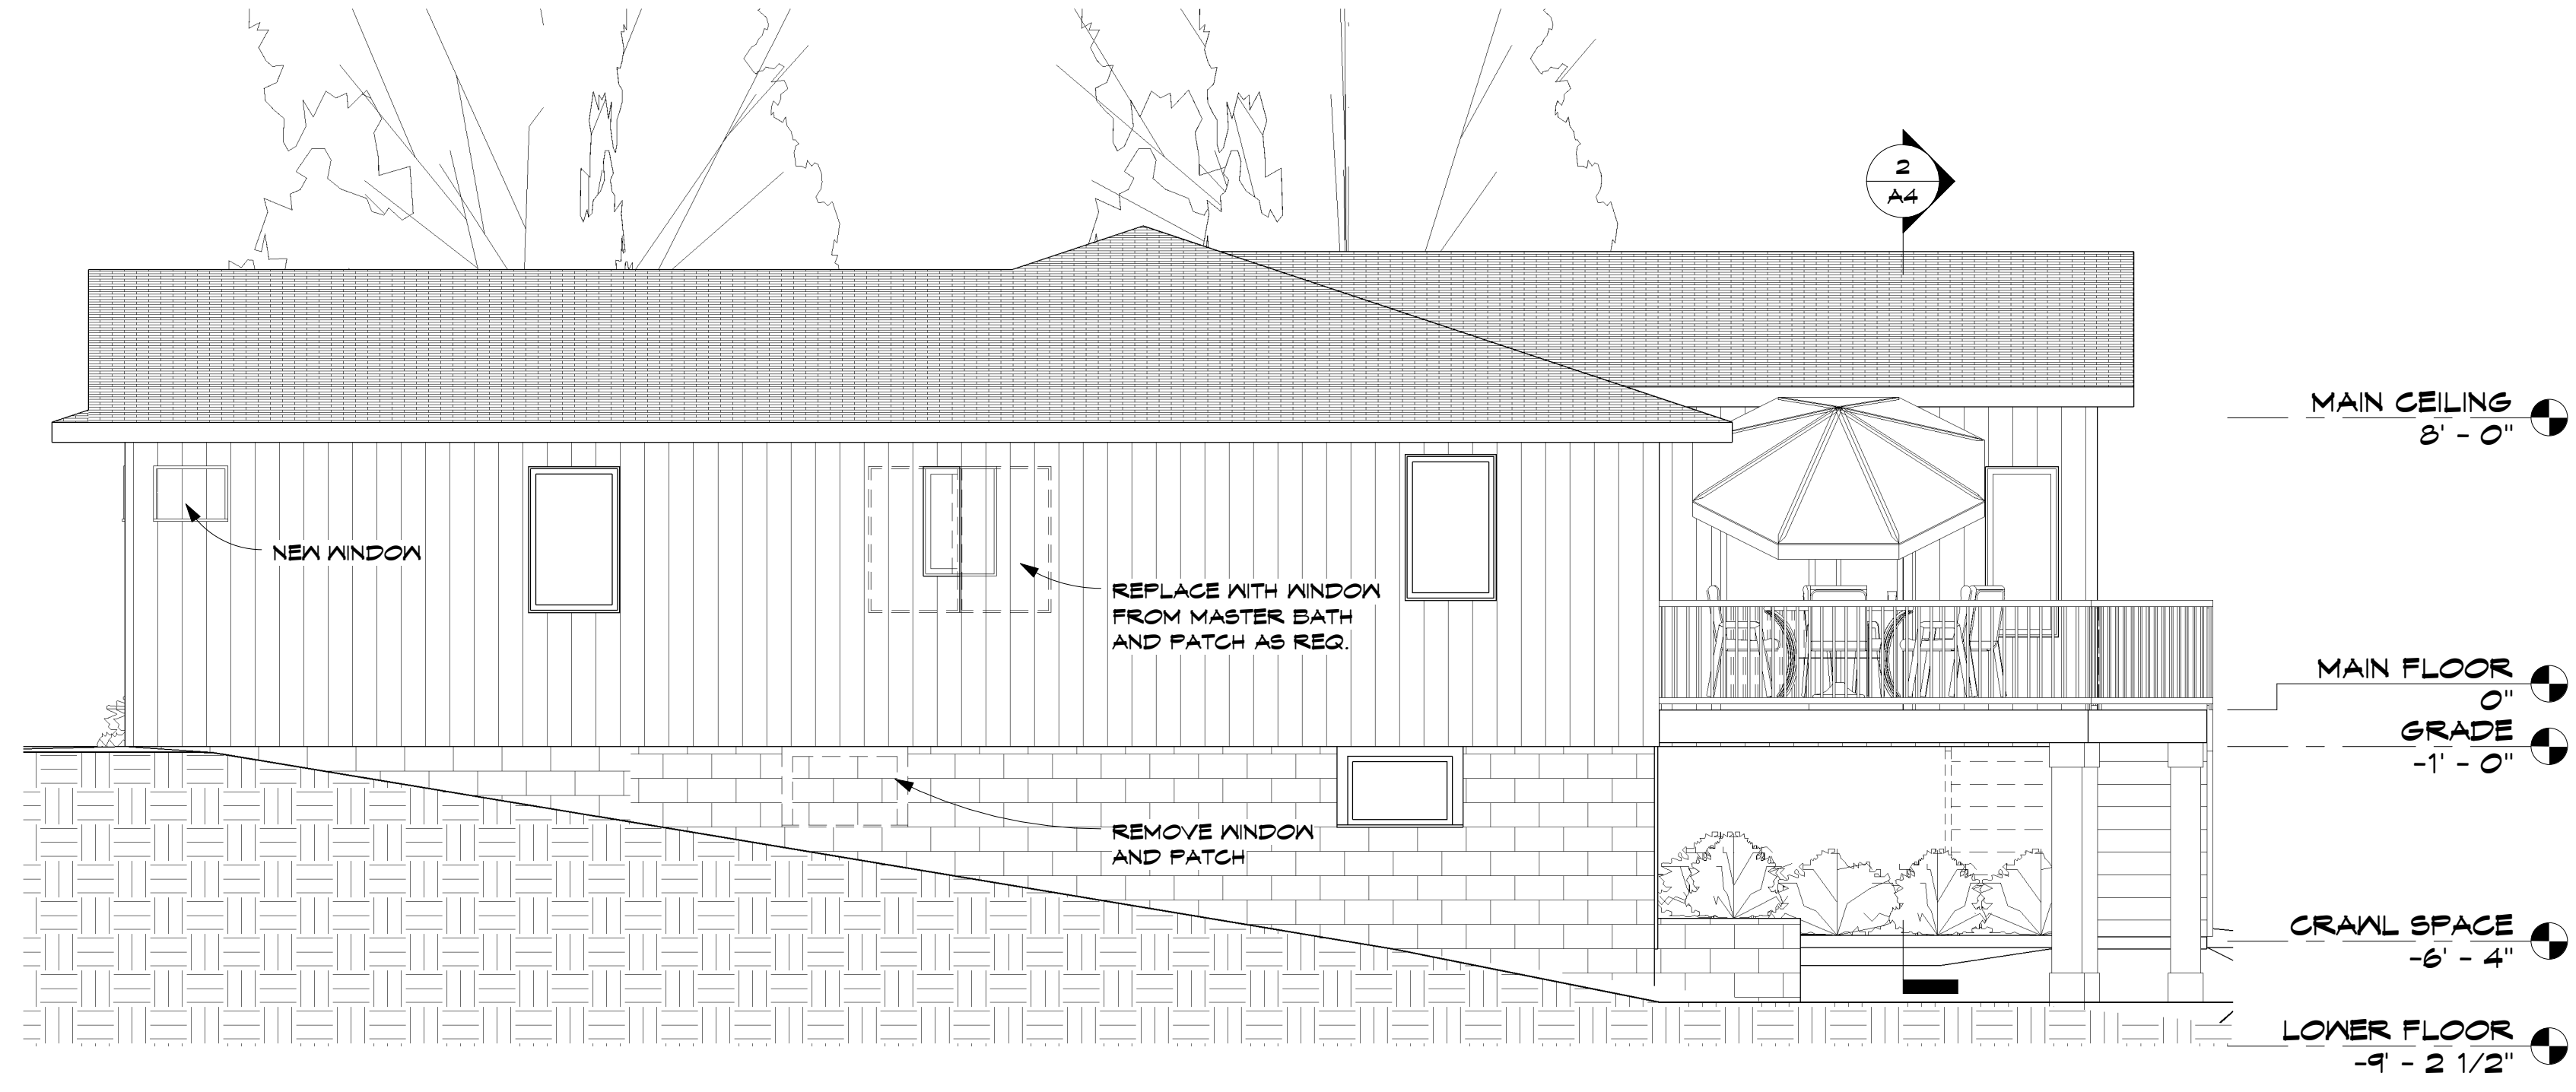 2
A4
MAIN CEILING
8' - 0"
NEW WINDOW
REPLACE WITH WINDOW
FROM MASTER BATH
AND PATCH AS REQ.
MAIN FLOOR
0"
GRADE
-1' - 0"
REMOVE WINDOW
AND PATCH
CRAWL SPACE
-6' - 4"
LOWER FLOOR
-9' - 2 1/2"